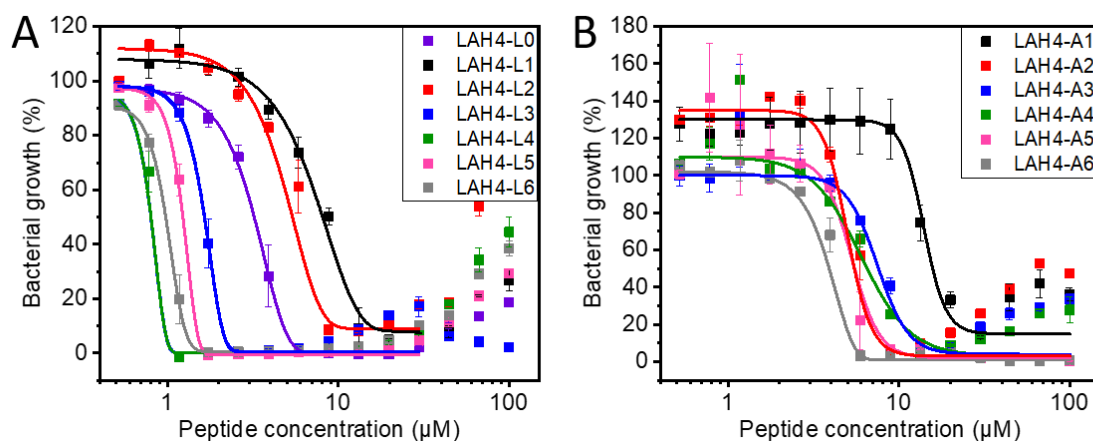 A
Bacterial growth (%)
120
100
80
60
40
20
0
1
10
100
Peptide concentration (µM)
LAH4-L0
LAH4-L1
LAH4-L2
LAH4-L3
LAH4-L4
LAH4-L5
LAH4-L6
B
Bacterial growth (%)
180
160
140
120
100
80
60
40
20
0
1
10
100
Peptide concentration (µM)
LAH4-A1
LAH4-A2
LAH4-A3
LAH4-A4
LAH4-A5
LAH4-A6